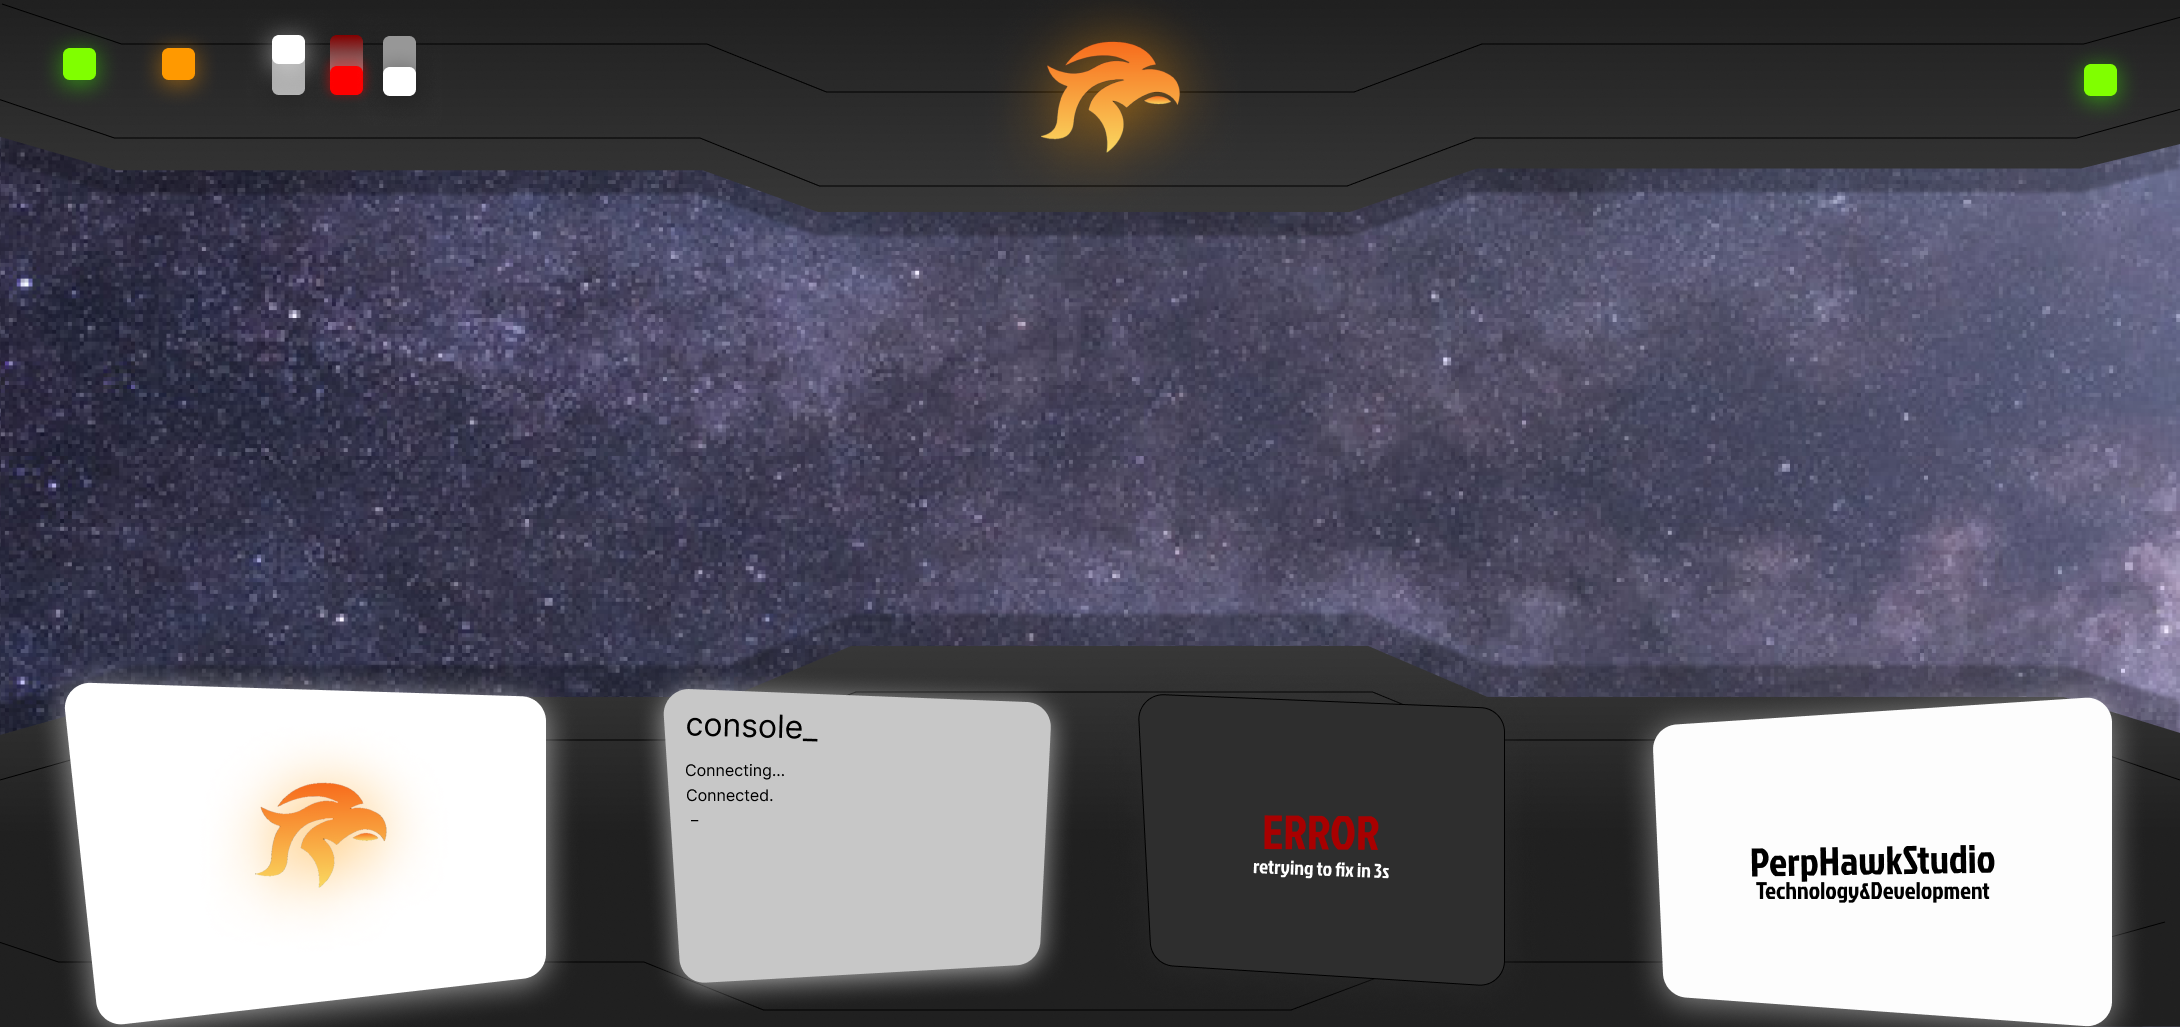 console_
Connecting...
Connected.
_
ERROR
retrying to fix in 3s
PerpHawkStudio
Technology&Development